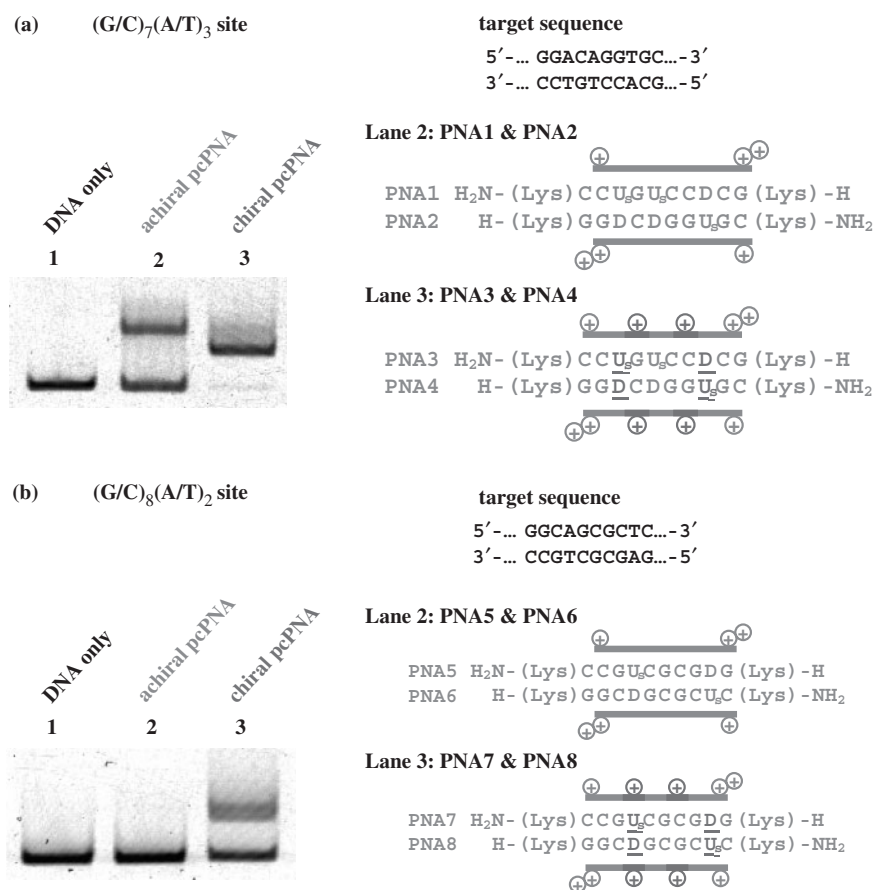 (a) (G/C)7(A/T)3 site
target sequence
5′-… GGACAGGTGC…-3′
3′-… CCTGTCCACG…-5′
DNA only
achiral pcPNA
chiral pcPNA
1 2 3
Lane 2: PNA1 & PNA2
+ + +
PNA1 H2N-(Lys)CCUsGUsCCDCG(Lys)-H
PNA2 H-(Lys)GGDCDGGUsGC(Lys)-NH2
+ + +
Lane 3: PNA3 & PNA4
+ + + + +
PNA3 H2N-(Lys)CCUsGUsCCDCG(Lys)-H
PNA4 H-(Lys)GGDCDGGUsGC(Lys)-NH2
+ + + + +
(b) (G/C)8(A/T)2 site
target sequence
5′-… GGCAGCGCTC…-3′
3′-… CCGTCGCGAG…-5′
DNA only
achiral pcPNA
chiral pcPNA
1 2 3
Lane 2: PNA5 & PNA6
+ + +
PNA5 H2N-(Lys)CCGUsCGCGDG(Lys)-H
PNA6 H-(Lys)GGCDGCGCUsC(Lys)-NH2
+ + +
Lane 3: PNA7 & PNA8
+ + + + +
PNA7 H2N-(Lys)CCGUsCGCGDG(Lys)-H
PNA8 H-(Lys)GGCDGCGCUsC(Lys)-NH2
+ + + + +